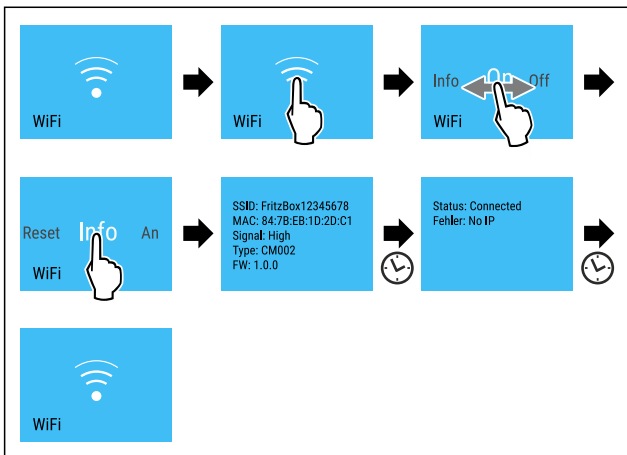 WiFi
WiFi
Info On Off
WiFi
Reset Info An
WiFi
SSID: FritzBox12345678
MAC: 84:7B:EB:1D:2D:C1
Signal: High
Type: CM002
FW: 1.0.0
Status: Connected
Fehler: No IP
WiFi